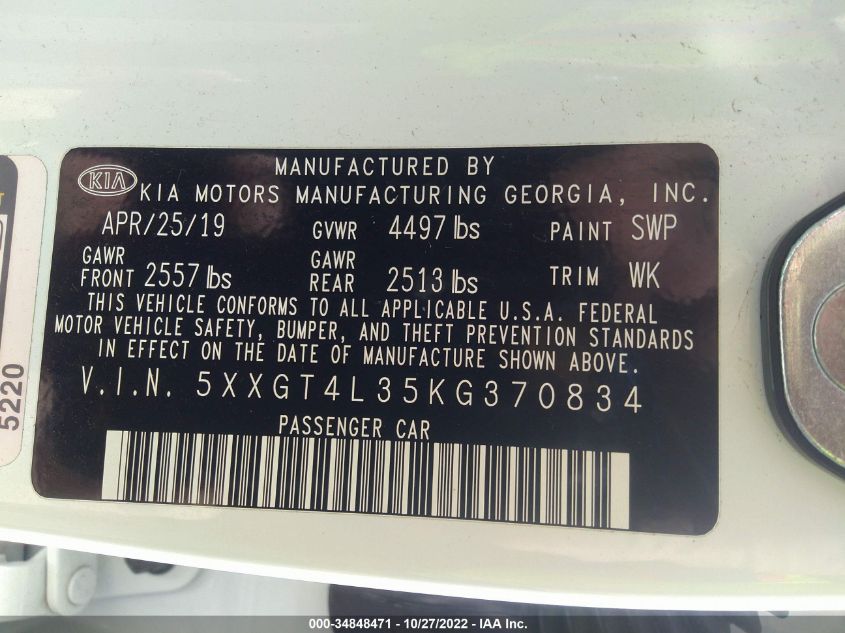 MANUFACTURED BY
KIA KIA MOTORS MANUFACTURING GEORGIA, INC.
APR/25/19 GVWR 4497 lbs PAINT SWP
GAWR FRONT 2557 lbs GAWR REAR 2513 lbs TRIM WK
THIS VEHICLE CONFORMS TO ALL APPLICABLE U.S.A. FEDERAL
MOTOR VEHICLE SAFETY, BUMPER, AND THEFT PREVENTION STANDARDS
IN EFFECT ON THE DATE OF MANUFACTURE SHOWN ABOVE.
V.I.N. 5XXGT4L35KG370834
PASSENGER CAR
5220
000-34848471 | 10/27/2022 - IAA Inc.